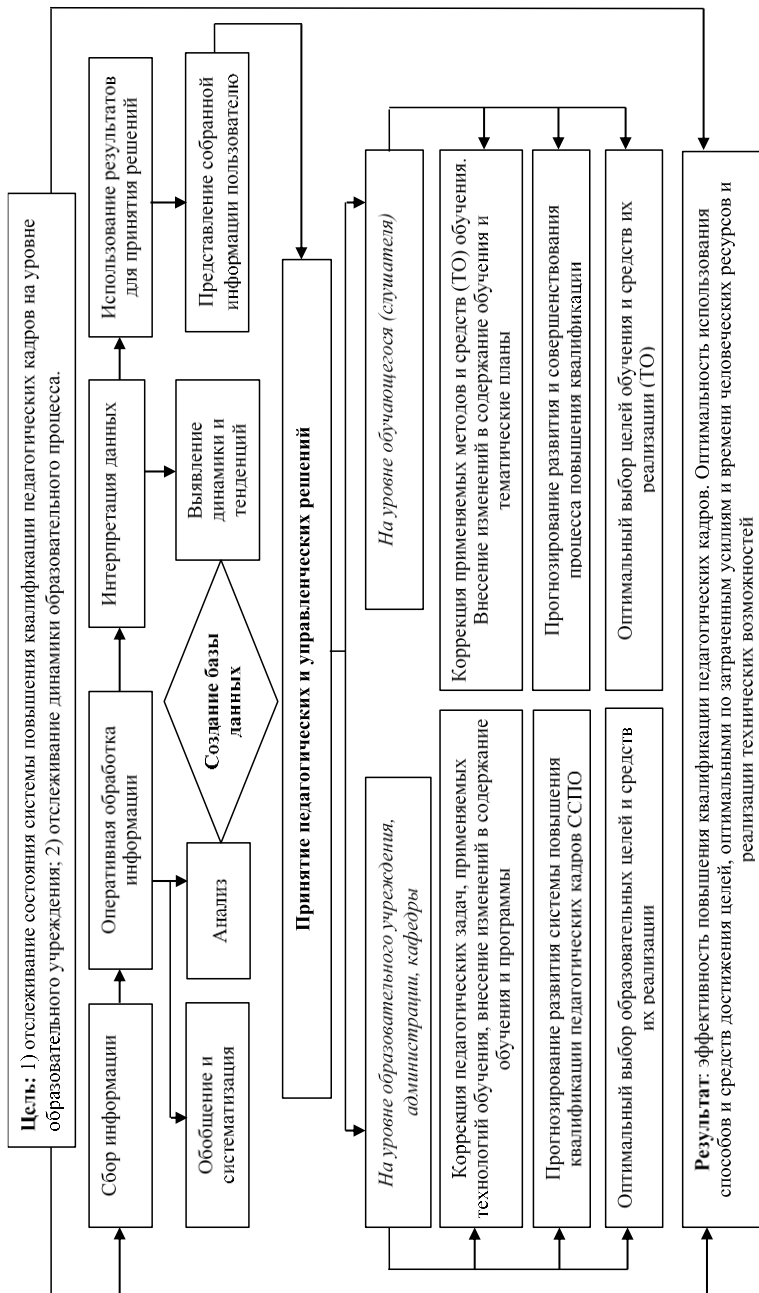 Цель: 1) отслеживание состояния системы повышения квалификации педагогических кадров на уровне
образовательного учреждения; 2) отслеживание динамики образовательного процесса.
Сбор информации
Оперативная обработка
информации
Интерпретация данных
Использование результатов
для принятия решений
Обобщение и
систематизация
Анализ
Создание базы
данных
Выявление
динамики и
тенденций
Представление собранной
информации пользователю
Принятие педагогических и управленческих решений
На уровне образовательного учреждения,
администрации, кафедры
На уровне обучающегося (слушателя)
Коррекция педагогических задач, применяемых
технологий обучения, внесение изменений в содержание
обучения и программы
Коррекция применяемых методов и средств (ТО) обучения.
Внесение изменений в содержание обучения и
тематические планы
Прогнозирование развития системы повышения
квалификации педагогических кадров ССПО
Прогнозирование развития и совершенствования
процесса повышения квалификации
Оптимальный выбор образовательных целей и средств
их реализации
Оптимальный выбор целей обучения и средств их
реализации (ТО)
Результат: эффективность повышения квалификации педагогических кадров. Оптимальность использования
способов и средств достижения целей, оптимальными по затраченным усилиям и времени человеческих ресурсов и
реализации технических возможностей